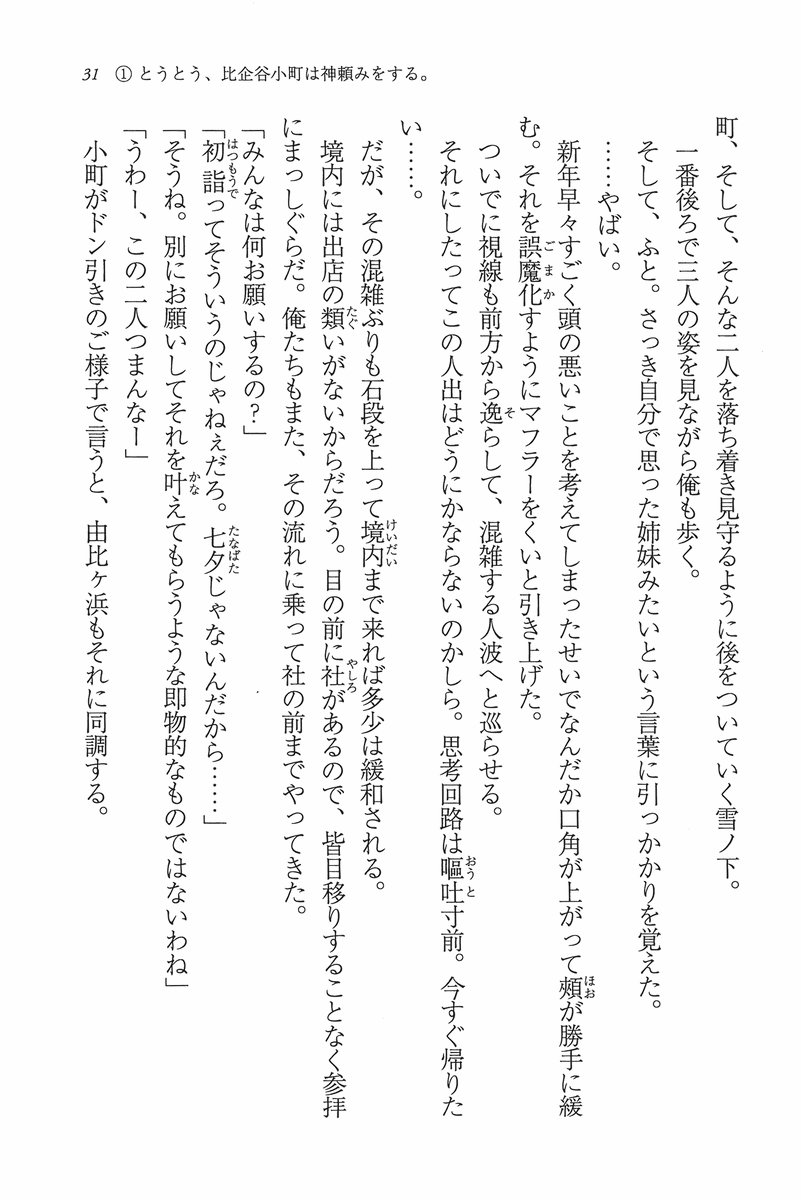 31 ①とうとう、比企谷小町は神頼みをする。
町、そして、そんな二人を落ち着き見守るように後をついていく雪ノ下。
一番後ろで三人の姿を見ながら俺も歩く。
そして、ふと。さっき自分で思った姉妹みたいという言葉に引っかかりを覚えた。
……やばい。
新年早々すごく頭の悪いことを考えてしまったせいでなんだか口角が上がって頰が勝手に緩
む。それを誤魔化すようにマフラーをくいと引き上げた。
ついでに視線も前方から逸らして、混雑する人波へと巡らせる。
それにしたってこの人出はどうにかならないのかしら。思考回路は嘔吐寸前。今すぐ帰りた
い……。
だが、その混雑ぶりも石段を上って境内まで来れば多少は緩和される。
境内には出店の類いがないからだろう。目の前に社があるので、皆目移りすることなく参拝
にまっしぐらだ。俺たちもまた、その流れに乗って社の前までやってきた。
「みんなは何お願いするの？」
「初詣ってそういうのじゃねぇだろ。七夕じゃないんだから……」
「そうね。別にお願いしてそれを叶えてもらうような即物的なものではないわね」
「うわー、この二人つまんなー」
小町がドン引きのご様子で言うと、由比ヶ浜もそれに同調する。